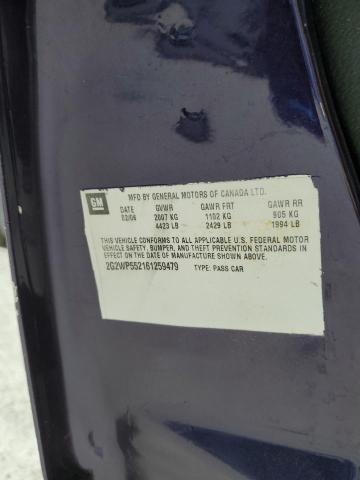 GM
MFD BY GENERAL MOTORS OF CANADA LTD.
DATE GVWR GAWR FRT GAWR RR
02/06 2007 KG 1102 KG 905 KG
4423 LB 2429 LB 1994 LB
THIS VEHICLE CONFORMS TO ALL APPLICABLE U.S. FEDERAL MOTOR
VEHICLE SAFETY, BUMPER, AND THEFT PREVENTION STANDARDS IN
EFFECT ON THE DATE OF MANUFACTURE SHOWN ABOVE.
2G2WP552161259479 TYPE: PASS CAR